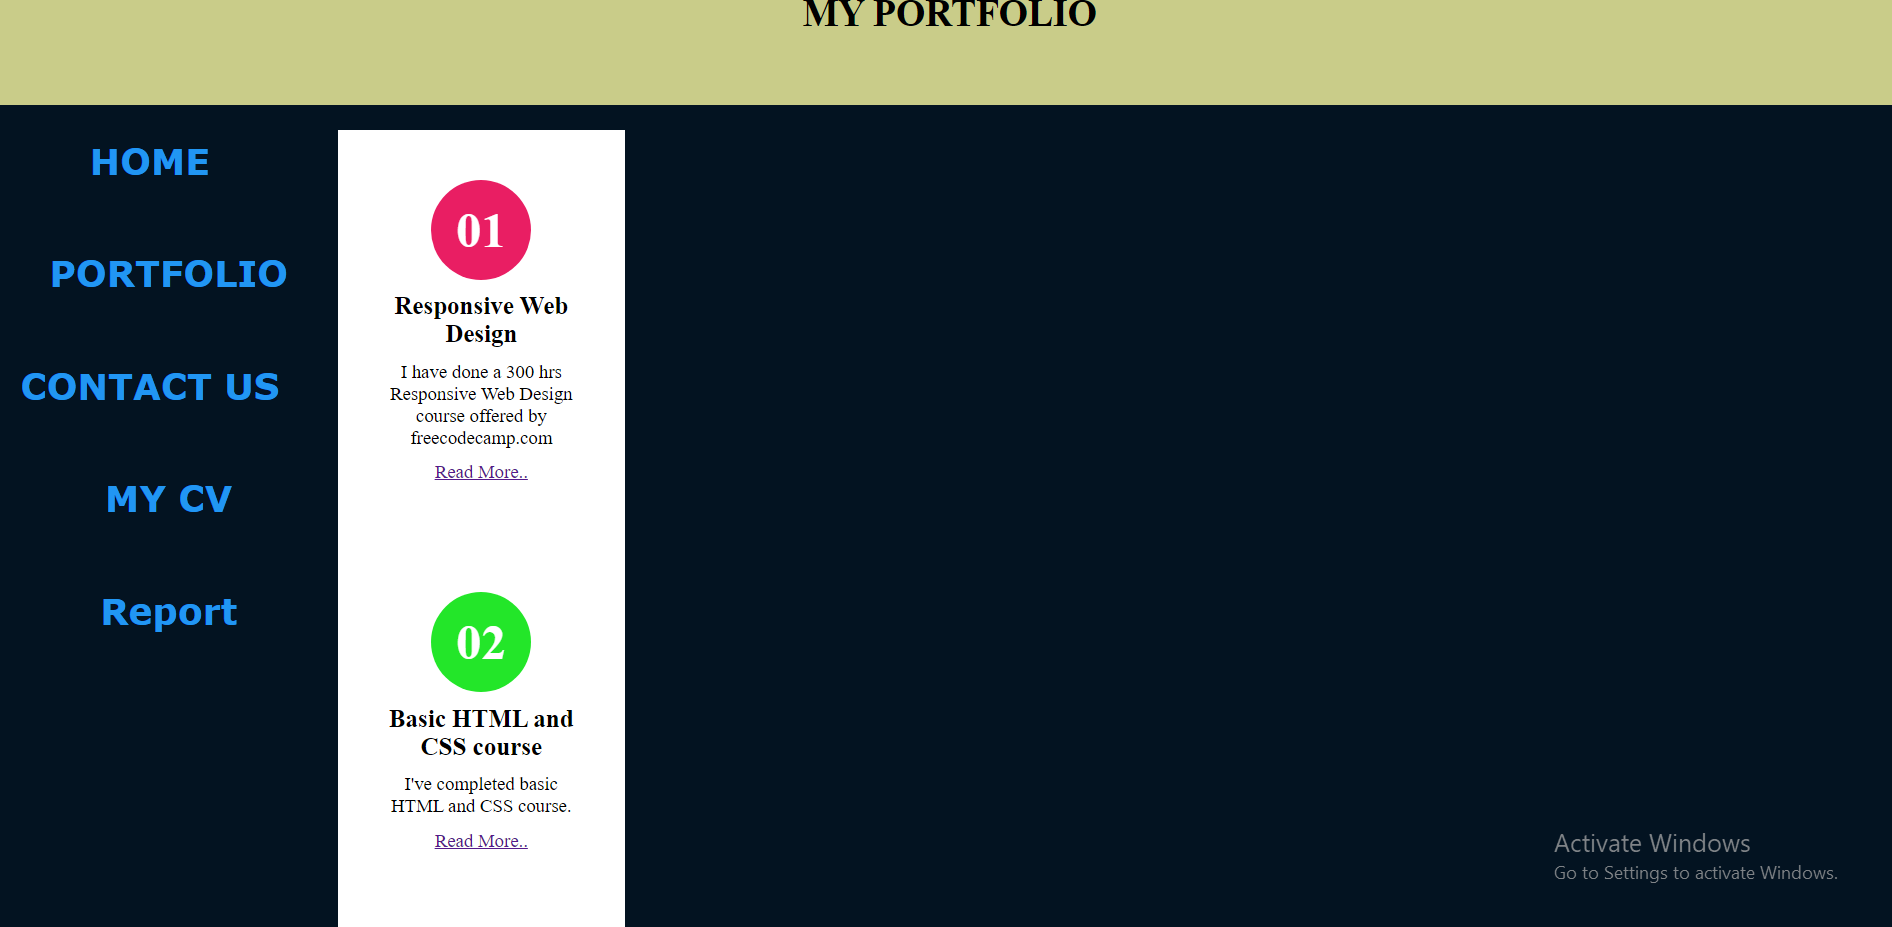 MY PORTFOLIO
HOME
PORTFOLIO
CONTACT US
MY CV
Report
01
Responsive Web
Design
I have done a 300 hrs
Responsive Web Design
course offered by
freecodecamp.com
Read More..
02
Basic HTML and
CSS course
I've completed basic
HTML and CSS course.
Read More..
Activate Windows
Go to Settings to activate Windows.